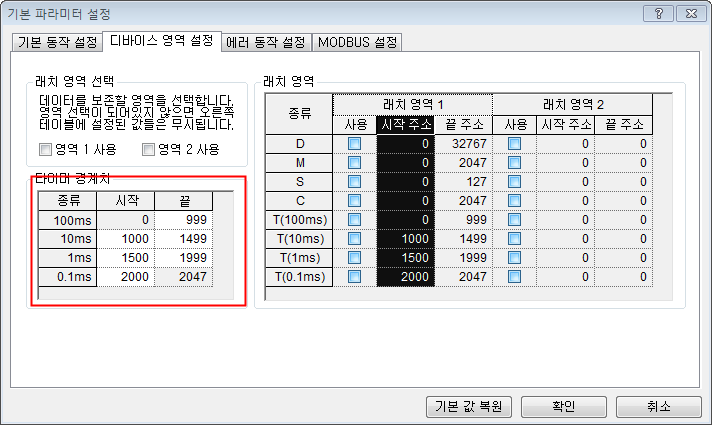 기본 파라미터 설정
기본 동작 설정 디바이스 영역 설정 에러 동작 설정 MODBUS 설정
래치 영역 선택
데이터를 보존할 영역을 선택합니다.
영역 선택이 되어있지 않으면 오른쪽
테이블에 설정된 값들은 무시됩니다.
영역 1 사용 영역 2 사용
타이머 경계치
종류 시작 끝
100ms 0 999
10ms 1000 1499
1ms 1500 1999
0.1ms 2000 2047
래치 영역
종류 래치 영역 1 래치 영역 2
사용 시작 주소 끝 주소 사용 시작 주소 끝 주소
D 0 32767 0 0
M 0 2047 0 0
S 0 127 0 0
C 0 2047 0 0
T(100ms) 0 999 0 0
T(10ms) 1000 1499 0 0
T(1ms) 1500 1999 0 0
T(0.1ms) 2000 2047 0 0
기본 값 복원 확인 취소